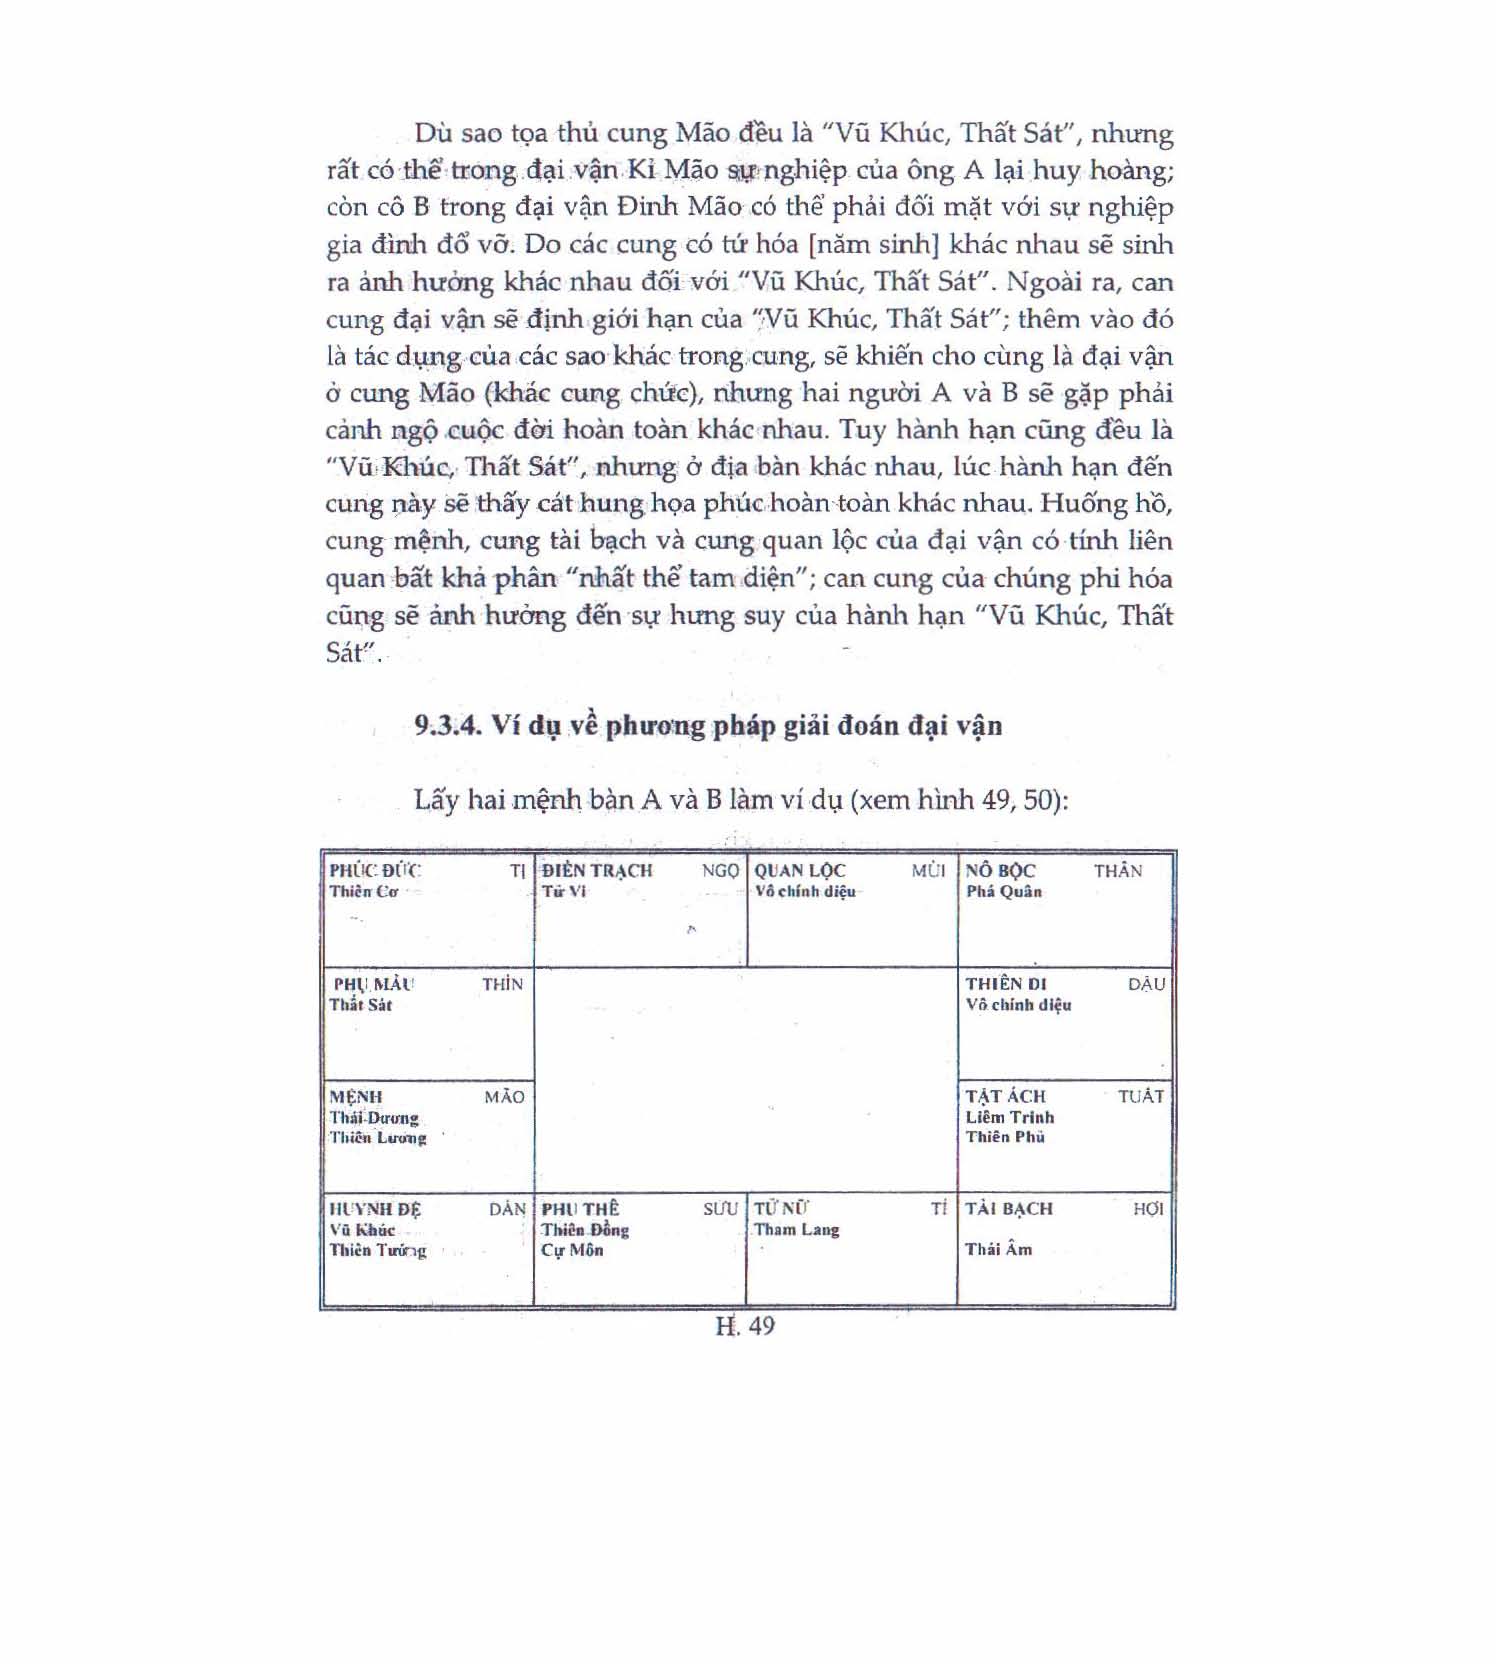 Dù sao tọa thủ cung Mão đều là "Vũ Khúc, Thất Sát", nhưng
rất có thể trong đại vận Kỉ Mão sự nghiệp của ông A lại huy hoàng;
còn cô B trong đại vận Đinh Mão có thể phải đối mặt với sự nghiệp
gia đình đổ vỡ. Do các cung có tứ hóa [năm sinh] khác nhau sẽ sinh
ra ảnh hưởng khác nhau đối với "Vũ Khúc, Thất Sát". Ngoài ra, can
cung đại vận sẽ định giới hạn của "Vũ Khúc, Thất Sát"; thêm vào đó
là tác dụng của các sao khác trong cung, sẽ khiến cho cùng là đại vận
ở cung Mão (khác cung chức), nhưng hai người A và B sẽ gặp phải
cảnh ngộ cuộc đời hoàn toàn khác nhau. Tuy hành hạn cũng đều là
"Vũ Khúc, Thất Sát", nhưng ở địa bàn khác nhau, lúc hành hạn đến
cung này sẽ thấy cát hung họa phúc hoàn toàn khác nhau. Huống hồ,
cung mệnh, cung tài bạch và cung quan lộc của đại vận có tính liên
quan bất khả phân "nhất thể tam diện"; can cung của chúng phi hóa
cũng sẽ ảnh hưởng đến sự hưng suy của hành hạn "Vũ Khúc, Thất
Sát".
9.3.4. Ví dụ về phương pháp giải đoán đại vận
Lấy hai mệnh bàn A và B làm ví dụ (xem hình 49, 50):
PHÚC ĐỨC TỊ ĐIỀN TRẠCH NGỌ QUAN LỘC MÙI NÔ BỘC THÂN
Thiên Cơ Tử Vi Vô chính diệu Phá Quân
PHỤ MẪU THÌN THIÊN DI DẬU
Thất Sát Vô chính diệu
MỆNH MÃO TẬT ÁCH TUẤT
Thái Dương Liêm Trinh
Thiên Lương Thiên Phủ
HUYNH ĐỆ DẦN PHU THÊ SỬU TỬ NỮ TÍ TÀI BẠCH HỢI
Vũ Khúc Thiên Đồng Tham Lang
Thiên Tướng Cự Môn Thái Âm
H. 49